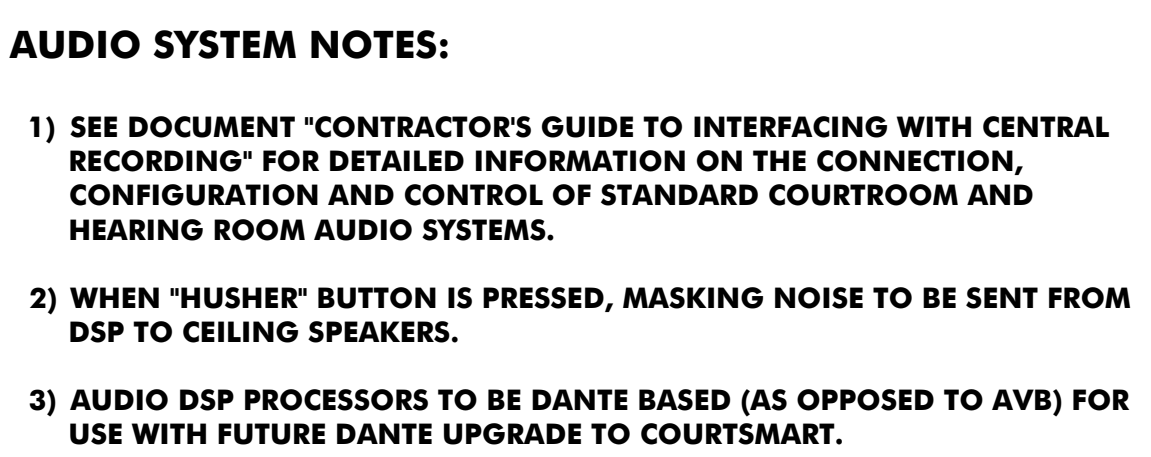 AUDIO SYSTEM NOTES:
1) SEE DOCUMENT "CONTRACTOR'S GUIDE TO INTERFACING WITH CENTRAL
RECORDING" FOR DETAILED INFORMATION ON THE CONNECTION,
CONFIGURATION AND CONTROL OF STANDARD COURTROOM AND
HEARING ROOM AUDIO SYSTEMS.
2) WHEN "HUSHER" BUTTON IS PRESSED, MASKING NOISE TO BE SENT FROM
DSP TO CEILING SPEAKERS.
3) AUDIO DSP PROCESSORS TO BE DANTE BASED (AS OPPOSED TO AVB) FOR
USE WITH FUTURE DANTE UPGRADE TO COURTSMART.